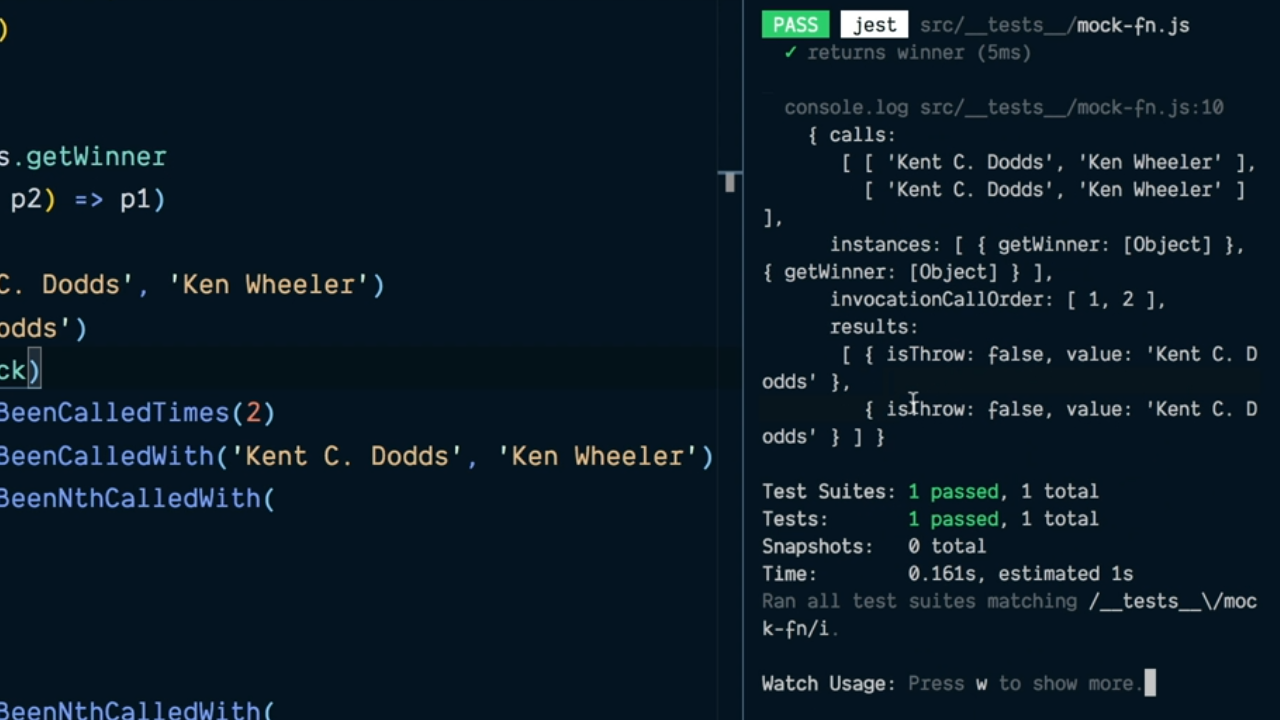 )
s.getWinner
p2) => p1)
C. Dodds', 'Ken Wheeler')
odds')
ck)
BeenCalledTimes(2)
BeenCalledWith('Kent C. Dodds', 'Ken Wheeler')
BeenNthCalledWith(
BeenNthCalledWith(
PASS jest src/__tests__/mock-fn.js
✓ returns winner (5ms)
console.log src/__tests__/mock-fn.js:10
{ calls:
[ [ 'Kent C. Dodds', 'Ken Wheeler' ],
[ 'Kent C. Dodds', 'Ken Wheeler' ]
],
instances: [ { getWinner: [Object] },
{ getWinner: [Object] } ],
invocationCallOrder: [ 1, 2 ],
results:
[ { isThrow: false, value: 'Kent C. D
odds' },
{ isThrow: false, value: 'Kent C. D
odds' } ] }
Test Suites: 1 passed, 1 total
Tests: 1 passed, 1 total
Snapshots: 0 total
Time: 0.161s, estimated 1s
Ran all test suites matching /__tests__\/moc
k-fn/i.
Watch Usage: Press w to show more.